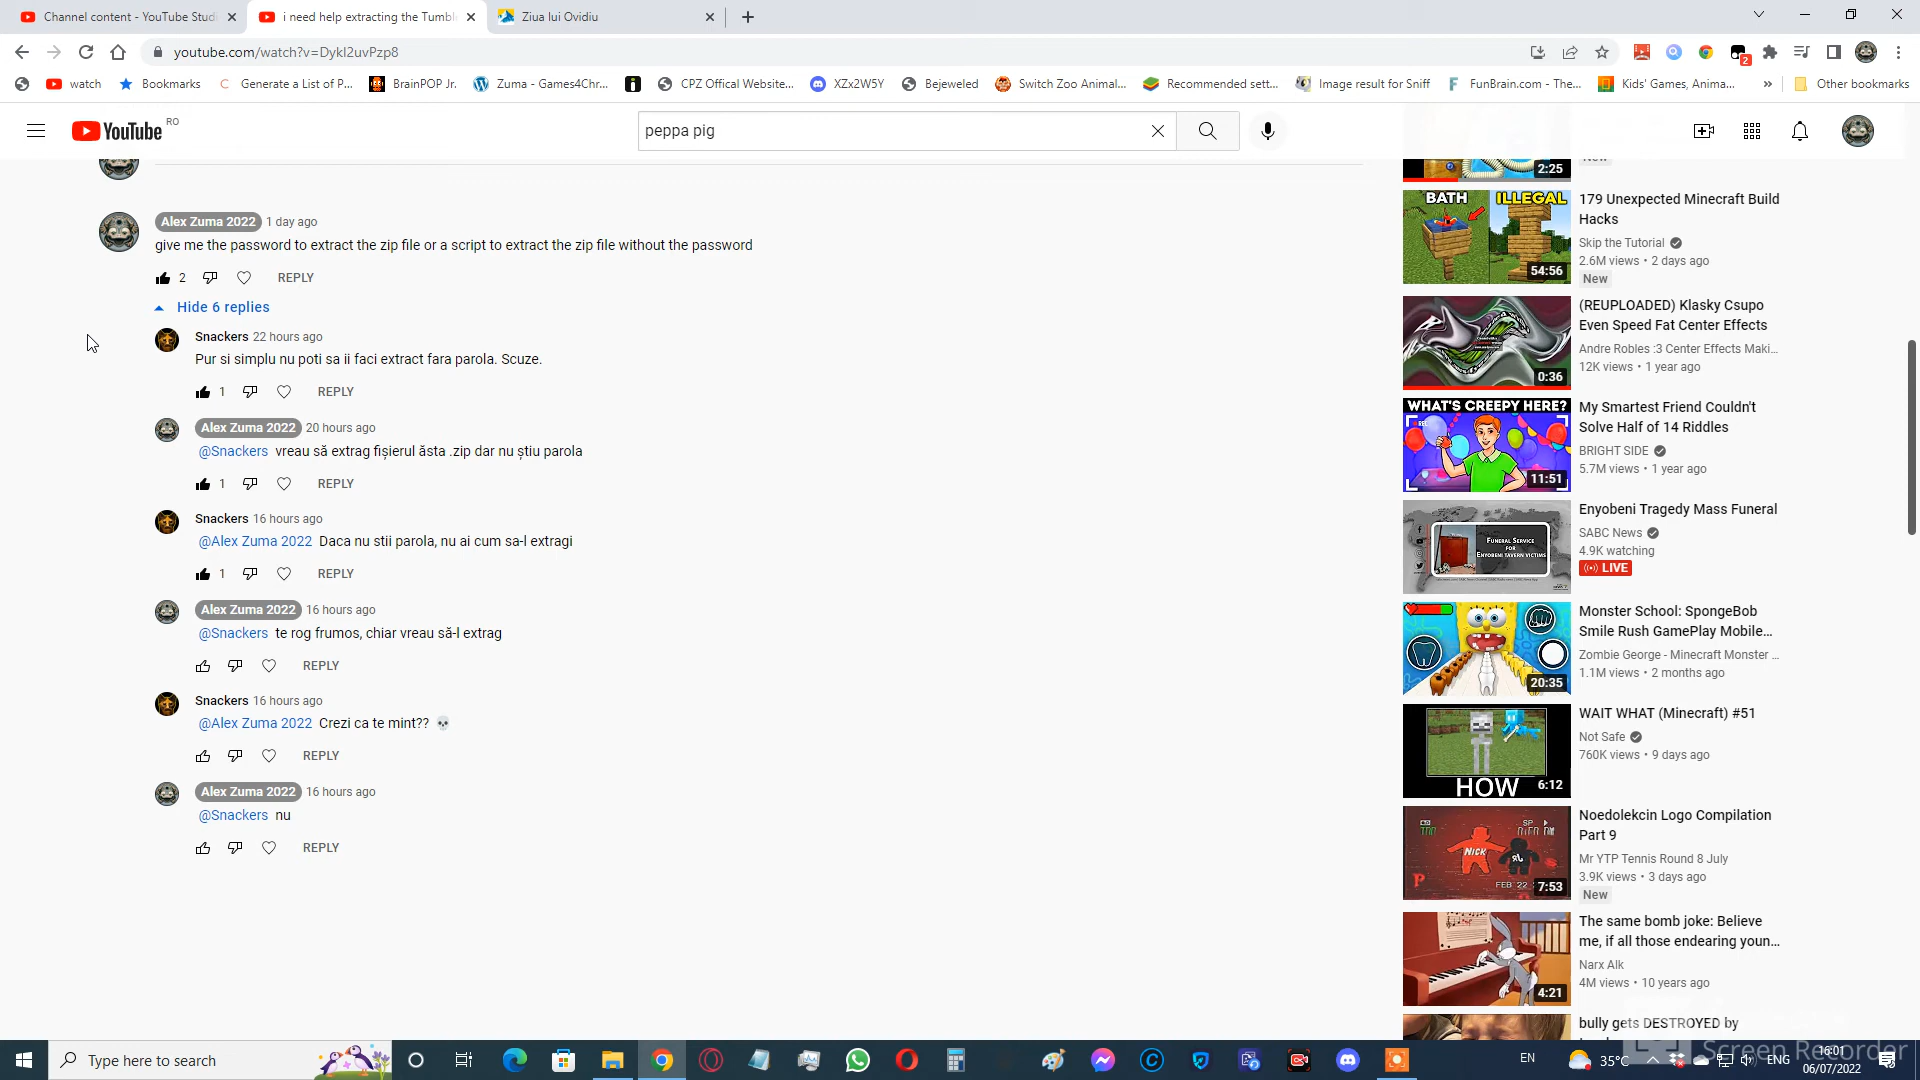 Channel content - YouTube Studi
i need help extracting the Tumbl
Ziua lui Ovidiu
youtube.com/watch?v=DykI2uvPzp8
2
watch
Bookmarks
Generate a List of P...
BrainPOP Jr.
Zuma - Games4Chr...
CPZ Offical Website...
XZx2W5Y
Bejeweled
Switch Zoo Animal...
Recommended sett...
Image result for Sniff
FunBrain.com - The...
Kids' Games, Anima...
»
Other bookmarks
YouTube RO
peppa pig
Alex Zuma 2022 1 day ago
give me the password to extract the zip file or a script to extract the zip file without the password
2 REPLY
Hide 6 replies
Snackers 22 hours ago
Pur si simplu nu poti sa ii faci extract fara parola. Scuze.
1 REPLY
Alex Zuma 2022 20 hours ago
@Snackers vreau să extrag fișierul ăsta .zip dar nu știu parola
1 REPLY
Snackers 16 hours ago
@Alex Zuma 2022 Daca nu stii parola, nu ai cum sa-l extragi
1 REPLY
Alex Zuma 2022 16 hours ago
@Snackers te rog frumos, chiar vreau să-l extrag
REPLY
Snackers 16 hours ago
@Alex Zuma 2022 Crezi ca te mint?? 💀
REPLY
Alex Zuma 2022 16 hours ago
@Snackers nu
REPLY
2:25
New
BATH ILLEGAL
54:56
179 Unexpected Minecraft Build
Hacks
Skip the Tutorial
2.6M views • 2 days ago
New
0:36
(REUPLOADED) Klasky Csupo
Even Speed Fat Center Effects
Andre Robles :3 Center Effects Maki...
12K views • 1 year ago
WHAT'S CREEPY HERE?
11:51
My Smartest Friend Couldn't
Solve Half of 14 Riddles
BRIGHT SIDE
5.7M views • 1 year ago
FUNERAL SERVICE
FOR
ENYOBENI TAVERN VICTIMS
Enyobeni Tragedy Mass Funeral
SABC News
4.9K watching
LIVE
20:35
Monster School: SpongeBob
Smile Rush GamePlay Mobile...
Zombie George - Minecraft Monster ...
1.1M views • 2 months ago
HOW
6:12
WAIT WHAT (Minecraft) #51
Not Safe
760K views • 9 days ago
NICK
JR
SP
FEB 22
7:53
Noedolekcin Logo Compilation
Part 9
Mr YTP Tennis Round 8 July
3.9K views • 3 days ago
New
4:21
The same bomb joke: Believe
me, if all those endearing youn...
Narx Alk
4M views • 10 years ago
bully gets DESTROYED by
Type here to search
EN
35°C
ENG
16:01
06/07/2022
Screen Recorder